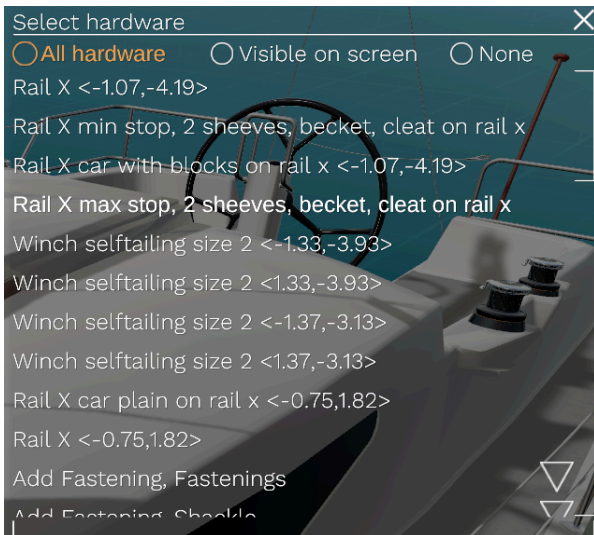 Select hardware
All hardware
Visible on screen
None
Rail X <-1.07,-4.19>
Rail X min stop, 2 sheeves, becket, cleat on rail x
Rail X car with blocks on rail x <-1.07,-4.19>
Rail X max stop, 2 sheeves, becket, cleat on rail x
Winch selftailing size 2 <-1.33,-3.93>
Winch selftailing size 2 <1.33,-3.93>
Winch selftailing size 2 <-1.37,-3.13>
Winch selftailing size 2 <1.37,-3.13>
Rail X car plain on rail x <-0.75,1.82>
Rail X <-0.75,1.82>
Add Fastening, Fastenings
Add Fastening, Shackle